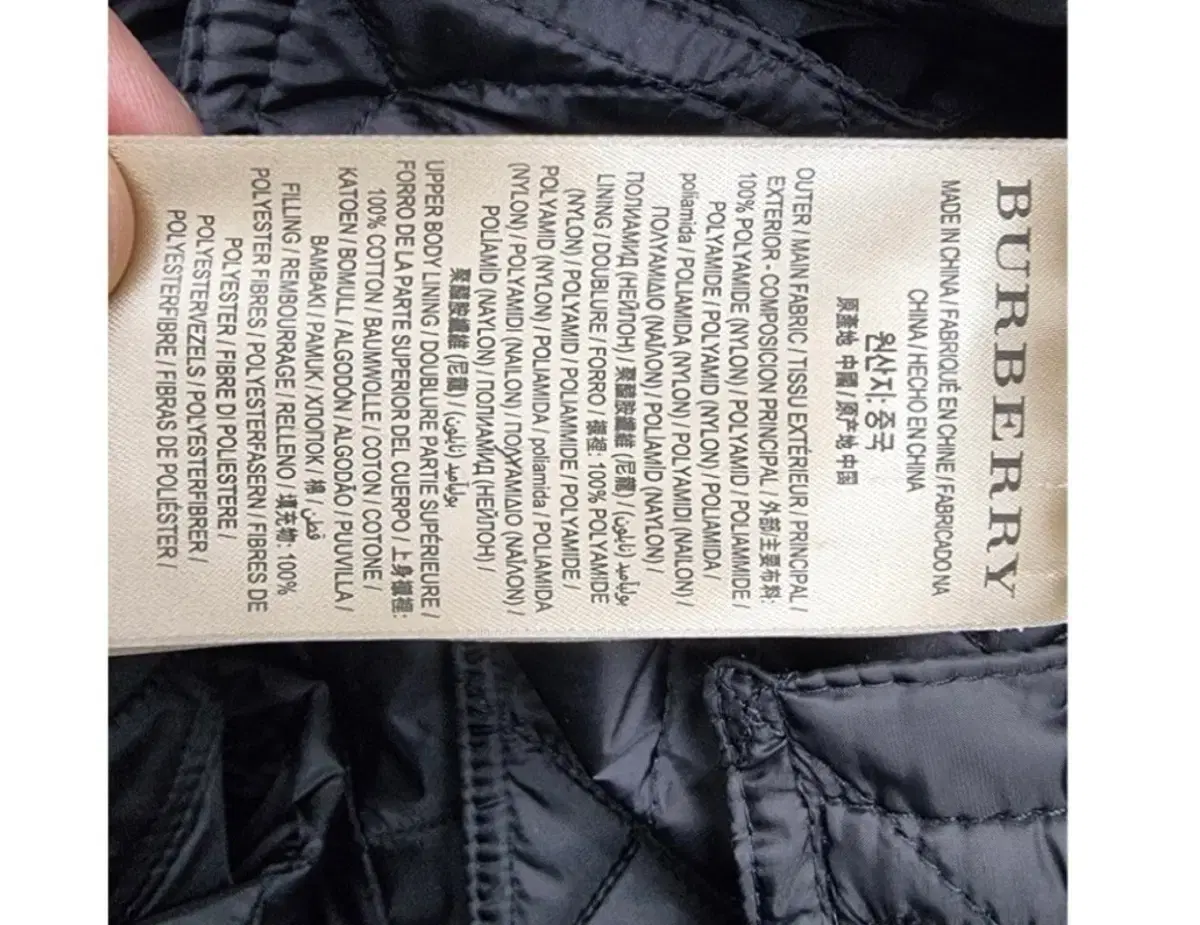 BURBERRY
MADE IN CHINA / FABRIQUÉ EN CHINE / FABRICADO NA
CHINA / HECHO EN CHINA
원산지: 중국
原產地 中國 / 原产地 中国
OUTER / MAIN FABRIC / TISSU EXTÉRIEUR / PRINCIPAL /
EXTERIOR - COMPOSICIÓN PRINCIPAL / 外部/主要布料:
100% POLYAMIDE (NYLON) / POLYAMID / POLIAMMIDE /
POLYAMIDE / POLYAMID (NYLON) / POLIAMIDA /
poliamida / POLIAMIDA (NYLON) / POLYAMIDI (NAILON) /
ΠΟΛΥΑΜΙΔΙΟ (ΝΑΪΛΟΝ) / POLİAMİD (NAYLON) /
ПОЛИАМИД (НЕЙЛОН) / 聚醯胺纖維 (尼龍) / بوليأميد (نايلون) /
LINING / DOUBLURE / FORRO / 襯裡: 100% POLYAMIDE
(NYLON) / POLYAMID / POLIAMMIDE / POLYAMIDE /
POLYAMID (NYLON) / POLIAMIDA / poliamida / POLIAMIDA
(NYLON) / POLYAMIDI (NAILON) / ΠΟΛΥΑΜΙΔΙΟ (ΝΑΪΛΟΝ) /
POLİAMİD (NAYLON) / ПОЛИАМИД (НЕЙЛОН) /
聚醯胺纖維 (尼龍) / بوليأميد (نايلون)
UPPER BODY LINING / DOUBLURE PARTIE SUPÉRIEURE /
FORRO DE LA PARTE SUPERIOR DEL CUERPO / 上身襯裡:
100% COTTON / BAUMWOLLE / COTON / COTONE /
KATOEN / BOMULL / ALGODÓN / ALGODÃO / PUUVILLA /
ΒΑΜΒΑΚΙ / PAMUK / ХЛОПОК / 棉 / قطن
FILLING / REMBOURRAGE / RELLENO / 填充物: 100%
POLYESTER FIBRES / POLYESTERFASERN / FIBRES DE
POLYESTER / FIBRE DI POLIESTERE /
POLYESTERVEZELS / POLYESTERFIBRER /
POLYESTERFIBRE / FIBRAS DE POLIÉSTER /